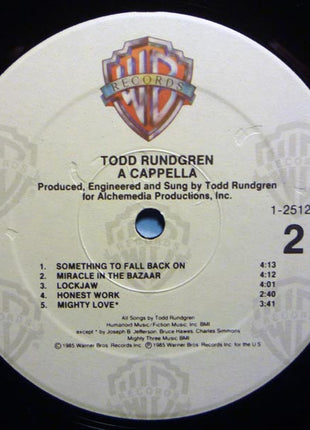 WB
RECORDS
TODD RUNDGREN
A CAPPELLA
Produced, Engineered and Sung by Todd Rundgren
for Alchemedia Productions, Inc.
1-2512
2
1. SOMETHING TO FALL BACK ON 4:13
2. MIRACLE IN THE BAZAAR 4:12
3. LOCKJAW 4:01
4. HONEST WORK 2:40
5. MIGHTY LOVE* 3:41
All Songs by Todd Rundgren
Humanoid Music/Fiction Music Inc. BMI
except * by Joseph B. Jefferson, Bruce Hawes, Charles Simmons
Mighty Three Music BMI
©1985 Warner Bros. Records Inc. ℗1985 Warner Bros. Records Inc. for the U.S.